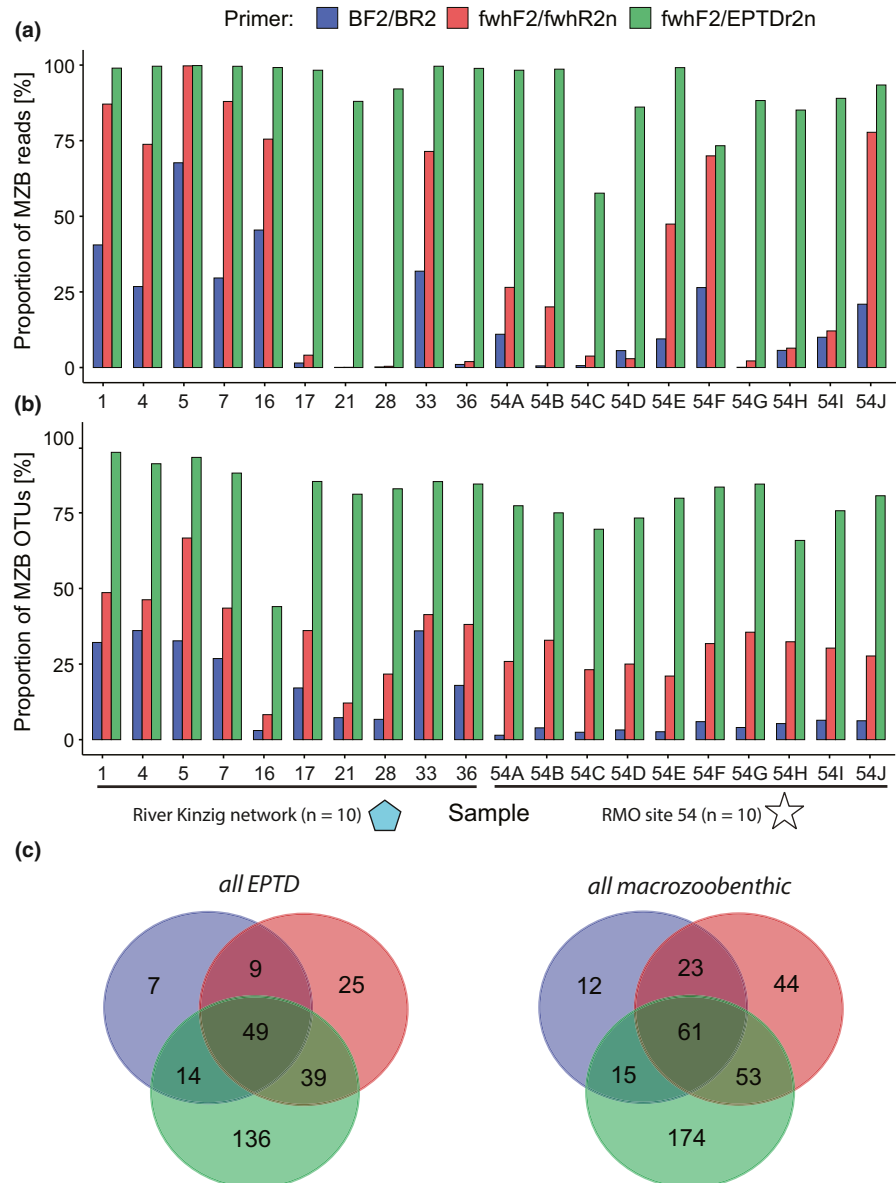 Primer: BF2/BR2 fwhF2/fwhR2n fwhF2/EPTDr2n
(a)
Proportion of MZB reads [%]
100
75
50
25
0
1 4 5 7 16 17 21 28 33 36 54A 54B 54C 54D 54E 54F 54G 54H 54I 54J
(b)
Proportion of MZB OTUs [%]
100
75
50
25
0
1 4 5 7 16 17 21 28 33 36 54A 54B 54C 54D 54E 54F 54G 54H 54I 54J
River Kinzig network (n = 10) Sample RMO site 54 (n = 10)
(c)
all EPTD
7 9 25
49
14 39
136
all macrozoobenthic
12 23 44
61
15 53
174